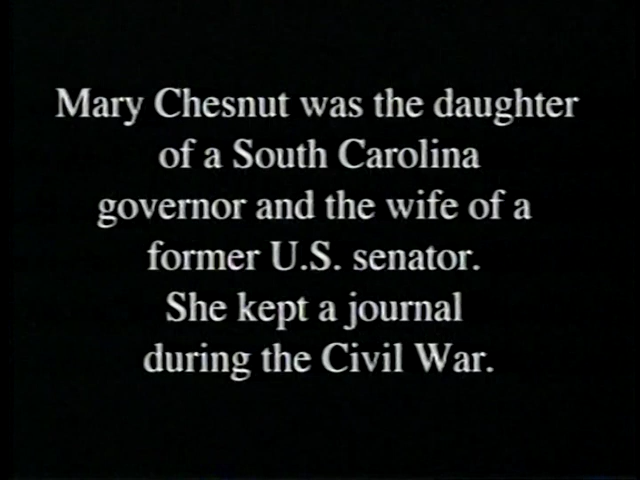 Mary Chesnut was the daughter
of a South Carolina
governor and the wife of a
former U.S. senator.
She kept a journal
during the Civil War.